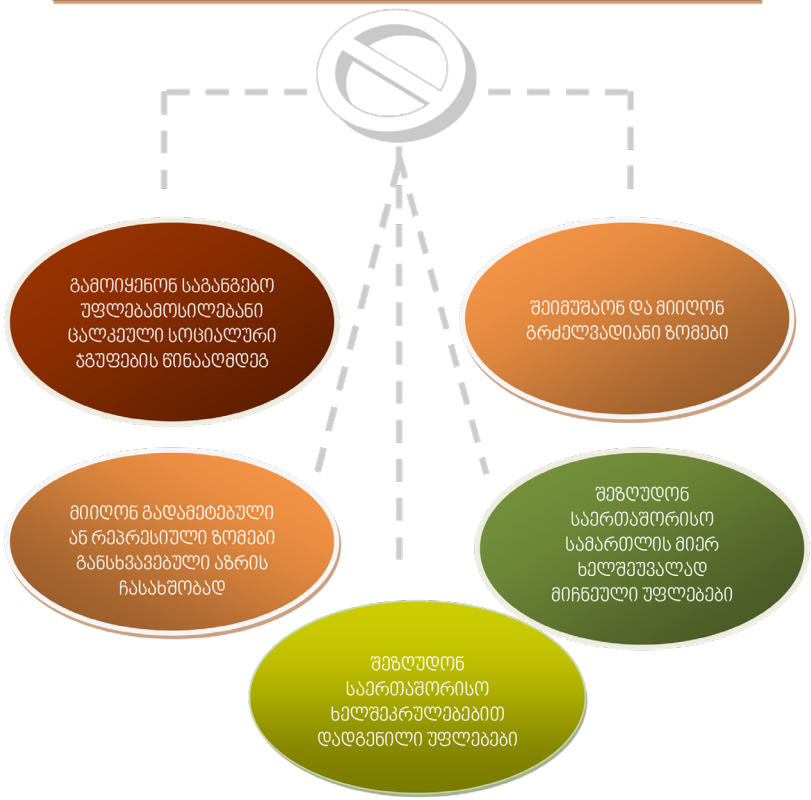 გამოიყენონ საგანგებო
უფლებამოსილებანი
ცალკეული სოციალური
ჯგუფების წინააღმდეგ
შეიმუშაონ და მიიღონ
გრძელვადიანი ზომები
მიიღონ გადამეტებული
ან რეპრესიული ზომები
განსხვავებული აზრის
ჩასახშობად
შეზღუდონ
საერთაშორისო
სამართლის მიერ
ხელშეუვალად
მიჩნეული უფლებები
შეზღუდონ
საერთაშორისო
ხელშეკრულებებით
დადგენილი უფლებები